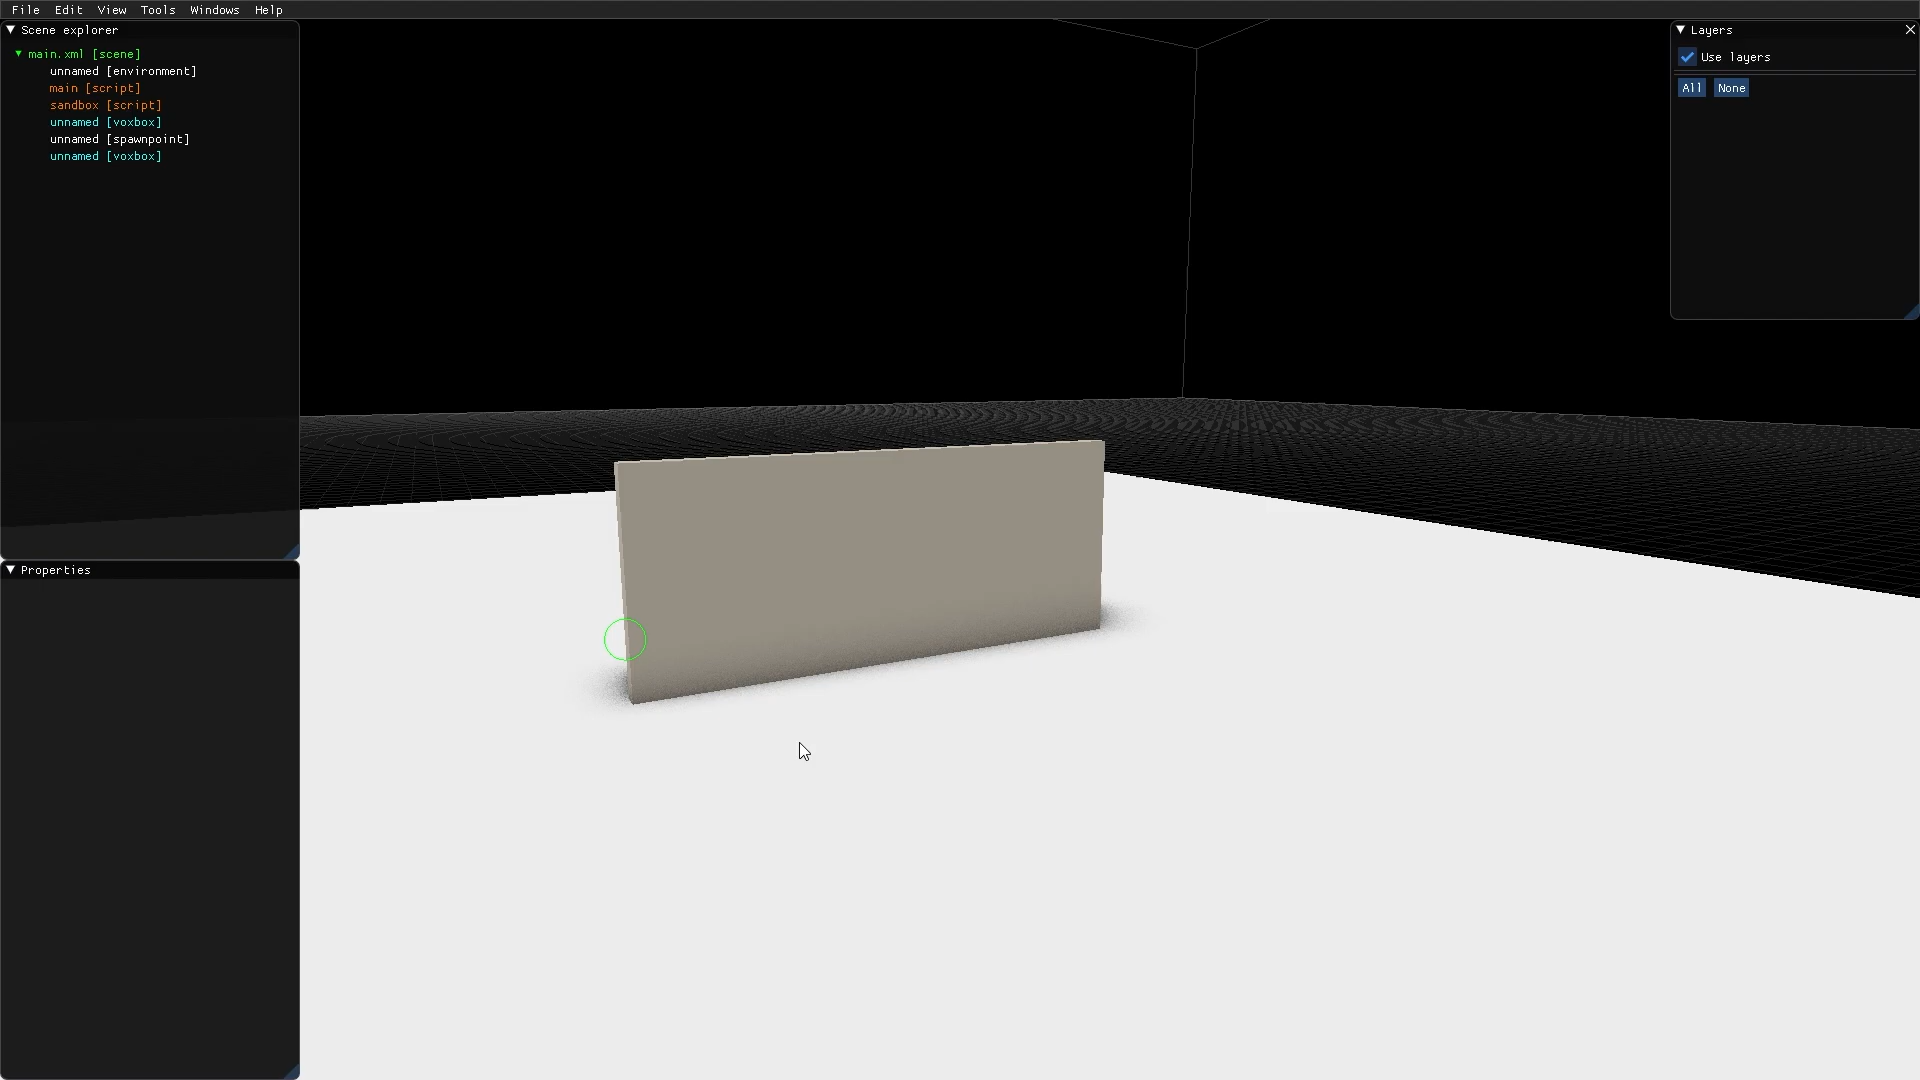 File Edit View Tools Windows Help
Scene explorer
main.xml [scene]
unnamed [environment]
main [script]
sandbox [script]
unnamed [voxbox]
unnamed [spawnpoint]
unnamed [voxbox]
Properties
Layers
Use layers
All None